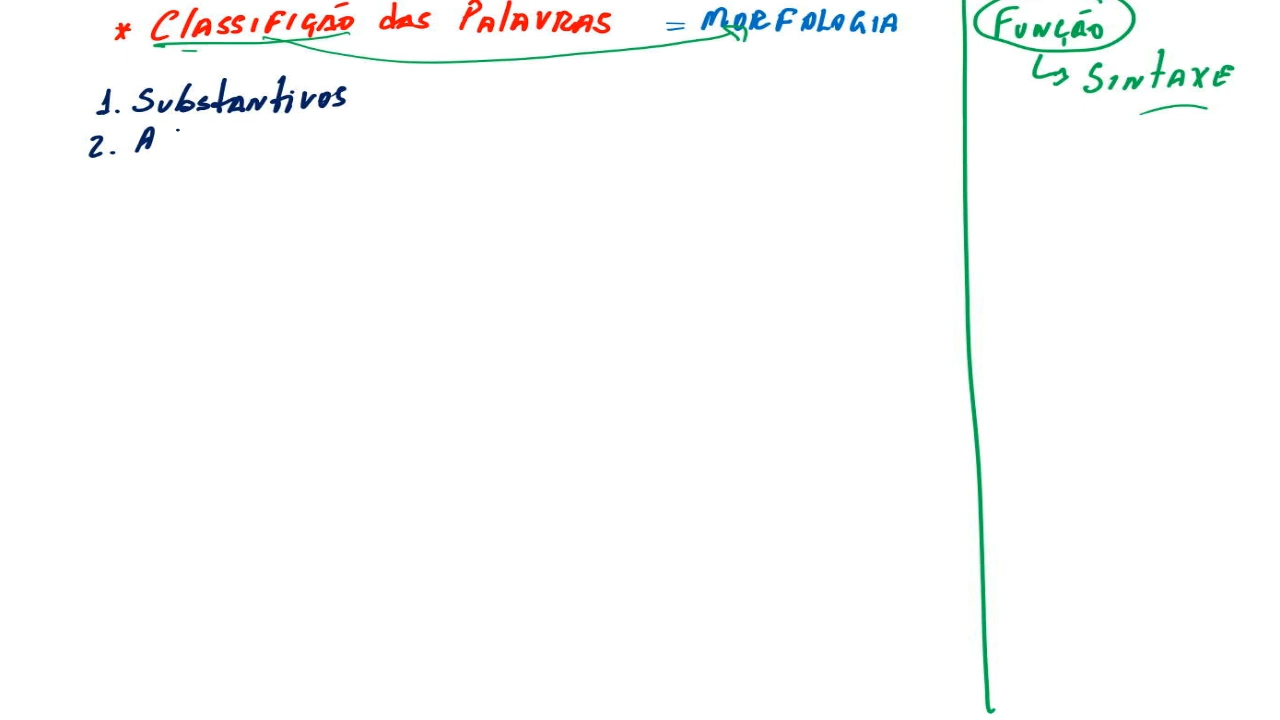 * Classifição das Palavras = MORFOLOGIA
Função
↳ SINTAXE
1. Substantivos
2. A